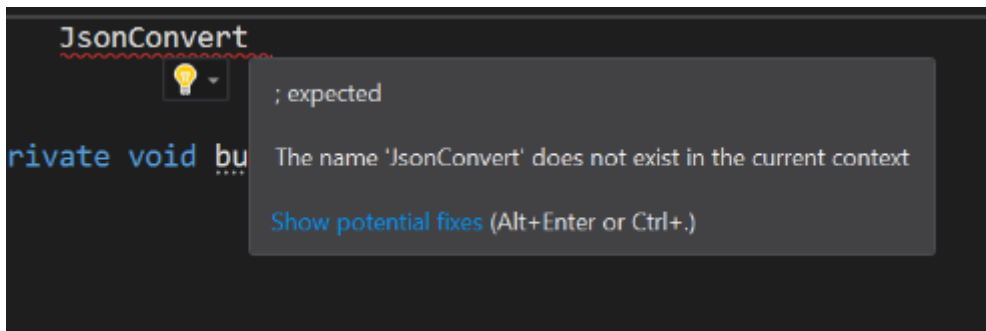 JsonConvert
; expected
rivate void bu
The name 'JsonConvert' does not exist in the current context
Show potential fixes (Alt+Enter or Ctrl+.)